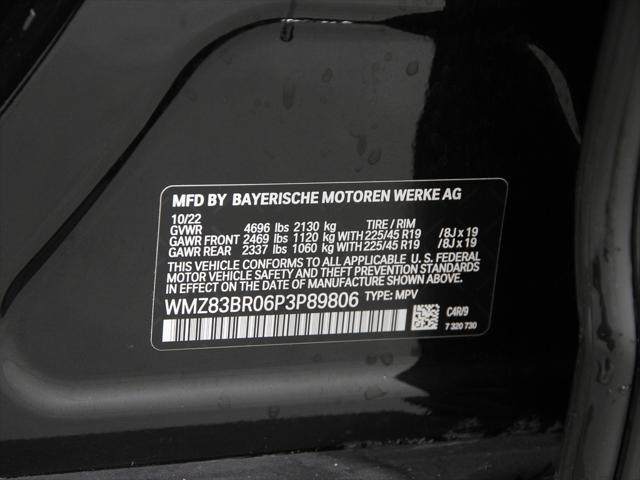 MFD BY BAYERISCHE MOTOREN WERKE AG
10/22
GVWR 4696 lbs 2130 kg TIRE / RIM
GAWR FRONT 2469 lbs 1120 kg WITH 225/45 R19 /8J x 19
GAWR REAR 2337 lbs 1060 kg WITH 225/45 R19 /8J x 19
THIS VEHICLE CONFORMS TO ALL APPLICABLE U.S. FEDERAL
MOTOR VEHICLE SAFETY AND THEFT PREVENTION STANDARDS
IN EFFECT ON THE DATE OF MANUFACTURE SHOWN ABOVE.
WMZ83BR06P3P89806 TYPE: MPV
C4R/9
7 320 730